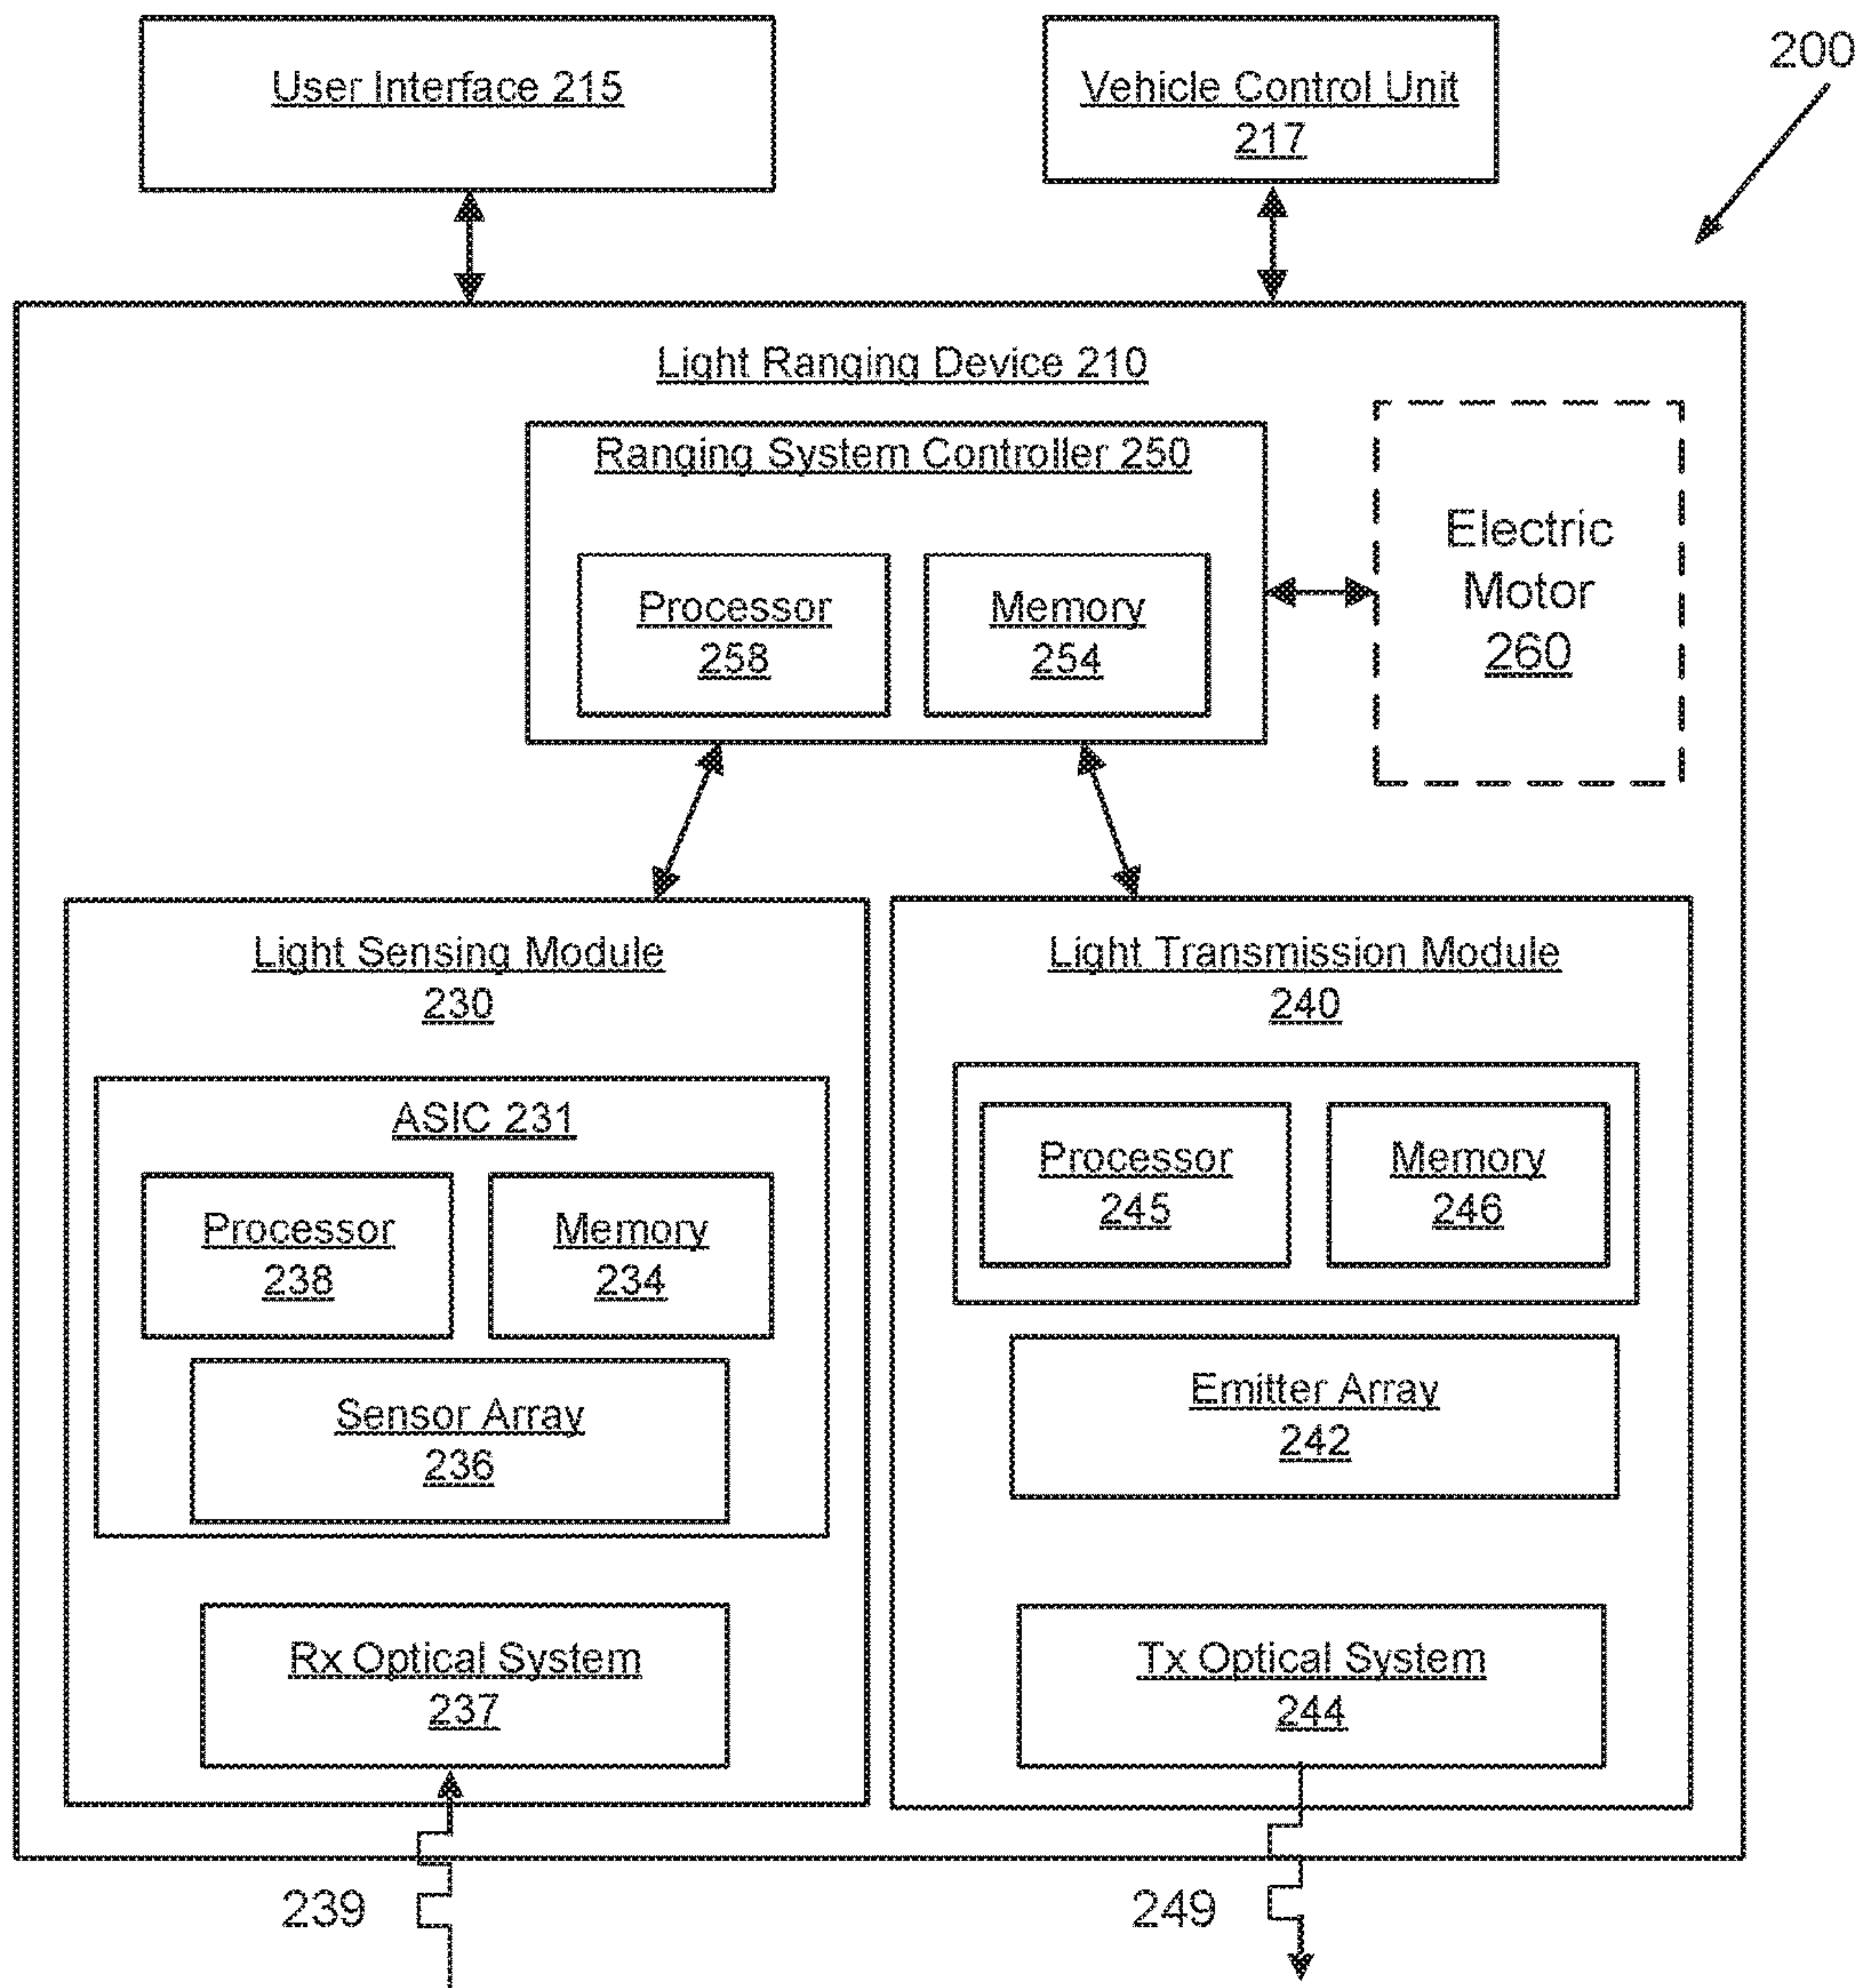 200
User Interface 215
Vehicle Control Unit
217
Light Ranging Device 210
Ranging System Controller 250
Processor
258
Memory
254
Electric
Motor
260
Light Sensing Module
230
ASIC 231
Processor
238
Memory
234
Sensor Array
236
Rx Optical System
237
Light Transmission Module
240
Processor
245
Memory
246
Emitter Array
242
Tx Optical System
244
239
249